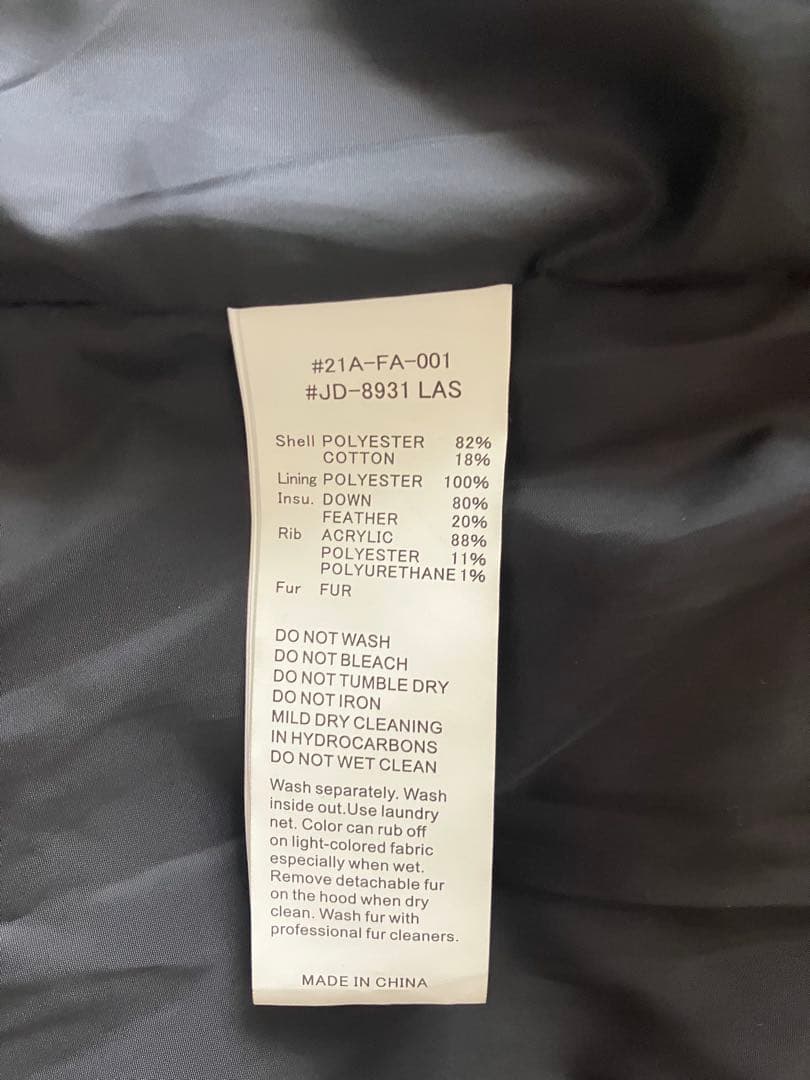 #21A-FA-001
#JD-8931 LAS
Shell POLYESTER 82%
COTTON 18%
Lining POLYESTER 100%
Insu. DOWN 80%
FEATHER 20%
Rib ACRYLIC 88%
POLYESTER 11%
POLYURETHANE 1%
Fur FUR
DO NOT WASH
DO NOT BLEACH
DO NOT TUMBLE DRY
DO NOT IRON
MILD DRY CLEANING
IN HYDROCARBONS
DO NOT WET CLEAN
Wash separately. Wash
inside out.Use laundry
net. Color can rub off
on light-colored fabric
especially when wet.
Remove detachable fur
on the hood when dry
clean. Wash fur with
professional fur cleaners.
MADE IN CHINA